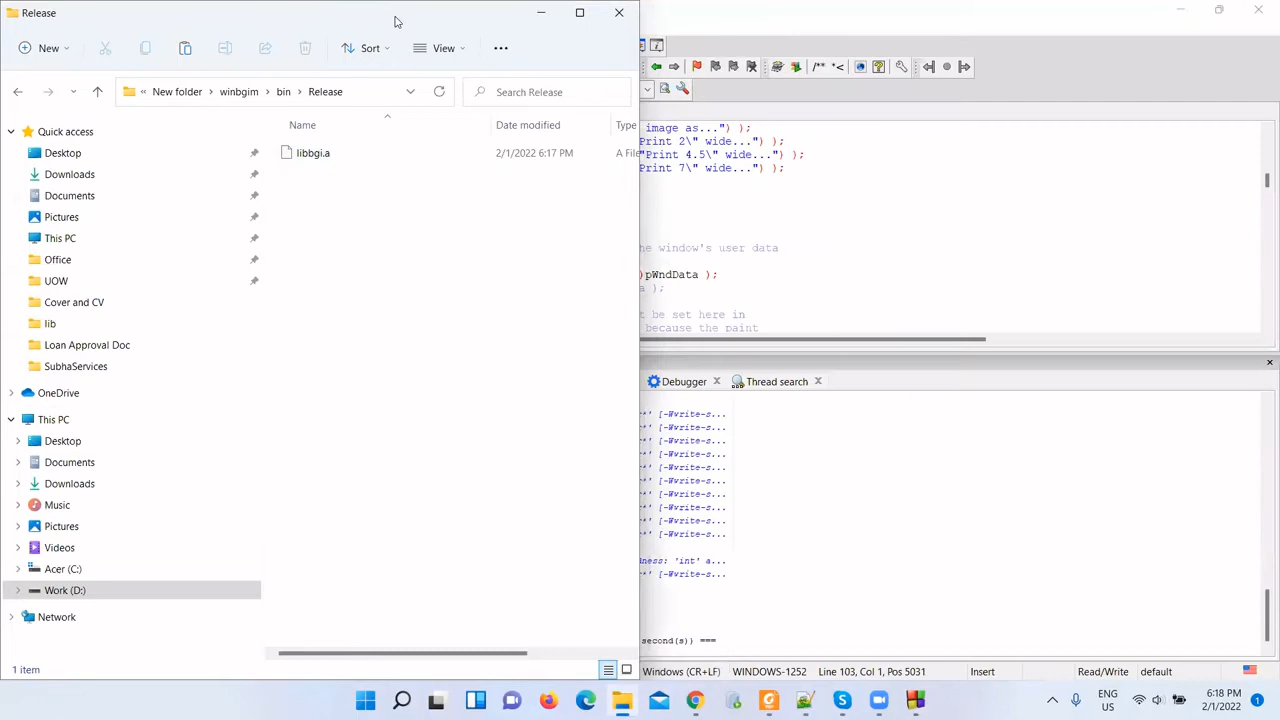 Release
New
Sort
View
«  New folder  winbgim  bin  Release
Search Release
Name
Date modified
Type
libbgi.a
2/1/2022 6:17 PM
A File
Quick access
Desktop
Downloads
Documents
Pictures
This PC
Office
UOW
Cover and CV
lib
Loan Approval Doc
SubhaServices
OneDrive
This PC
Desktop
Documents
Downloads
Music
Pictures
Videos
Acer (C:)
Work (D:)
Network
1 item
/** *<
image as...") );
Print 2\" wide...") );
"Print 4.5\" wide...") );
Print 7\" wide...") );
he window's user data
)pWndData );
a );
t be set here in
because the paint
Debugger
Thread search
*' [-Wwrite-s...
*' [-Wwrite-s...
*' [-Wwrite-s...
*' [-Wwrite-s...
*' [-Wwrite-s...
*' [-Wwrite-s...
*' [-Wwrite-s...
*' [-Wwrite-s...
*' [-Wwrite-s...
*' [-Wwrite-s...
dness: 'int' a...
*' [-Wwrite-s...
second(s)) ===
Windows (CR+LF)
WINDOWS-1252
Line 103, Col 1, Pos 5031
Insert
Read/Write
default
ENG
US
6:18 PM
2/1/2022
1